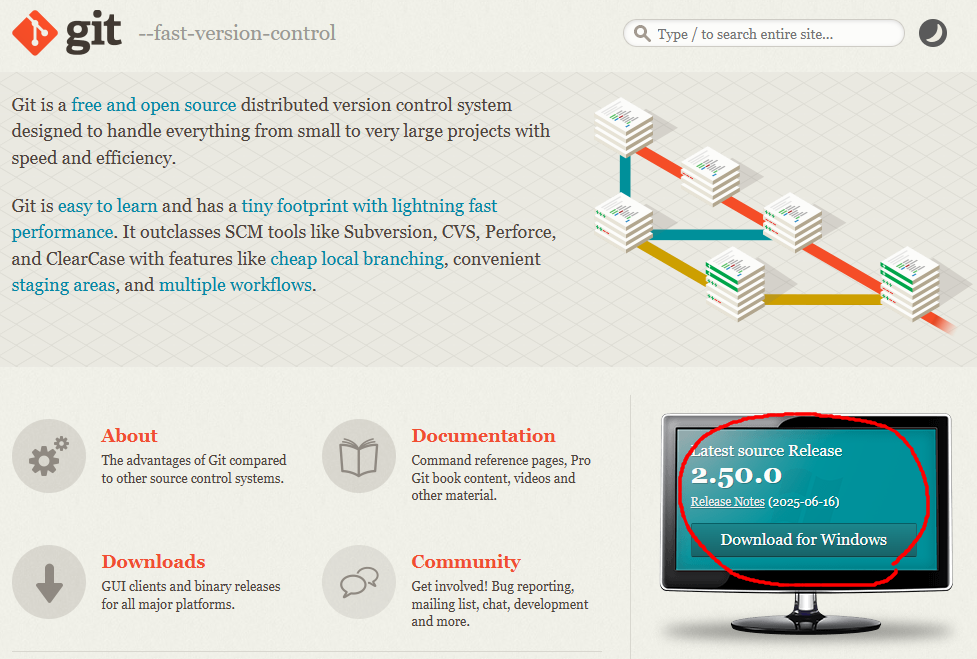 git --fast-version-control
Type / to search entire site...
Git is a free and open source distributed version control system
designed to handle everything from small to very large projects with
speed and efficiency.
Git is easy to learn and has a tiny footprint with lightning fast
performance. It outclasses SCM tools like Subversion, CVS, Perforce,
and ClearCase with features like cheap local branching, convenient
staging areas, and multiple workflows.
About
The advantages of Git compared
to other source control systems.
Documentation
Command reference pages, Pro
Git book content, videos and
other material.
Downloads
GUI clients and binary releases
for all major platforms.
Community
Get involved! Bug reporting,
mailing list, chat, development
and more.
Latest source Release
2.50.0
Release Notes (2025-06-16)
Download for Windows